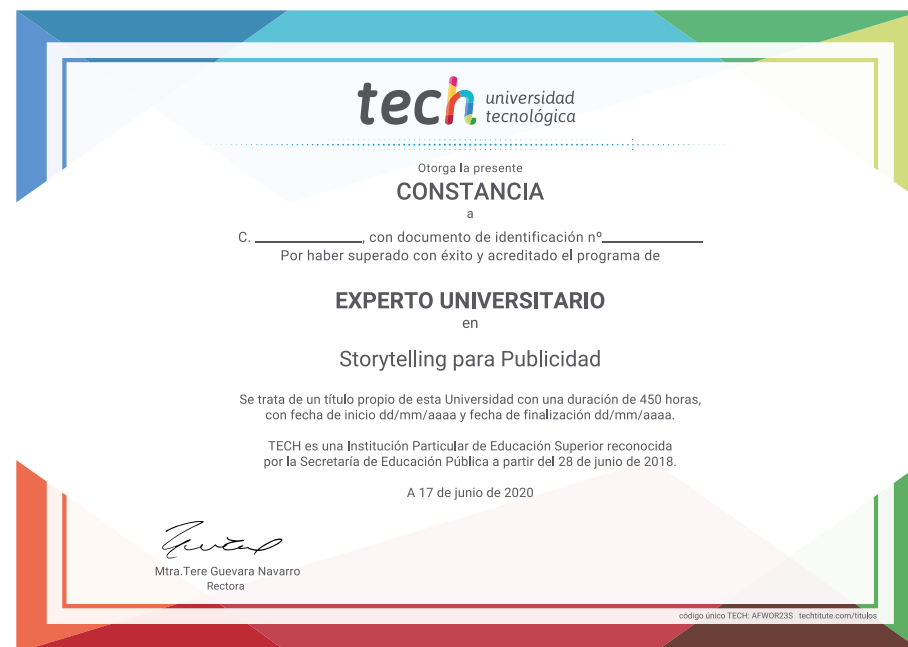 tech universidad
tecnológica
Otorga la presente
CONSTANCIA
a
C. ____________, con documento de identificación nº____________
Por haber superado con éxito y acreditado el programa de
EXPERTO UNIVERSITARIO
en
Storytelling para Publicidad
Se trata de un título propio de esta Universidad con una duración de 450 horas,
con fecha de inicio dd/mm/aaaa y fecha de finalización dd/mm/aaaa.
TECH es una Institución Particular de Educación Superior reconocida
por la Secretaría de Educación Pública a partir del 28 de junio de 2018.
A 17 de junio de 2020
Mtra.Tere Guevara Navarro
Rectora
código único TECH: AFWOR23S techtitute.com/titulos